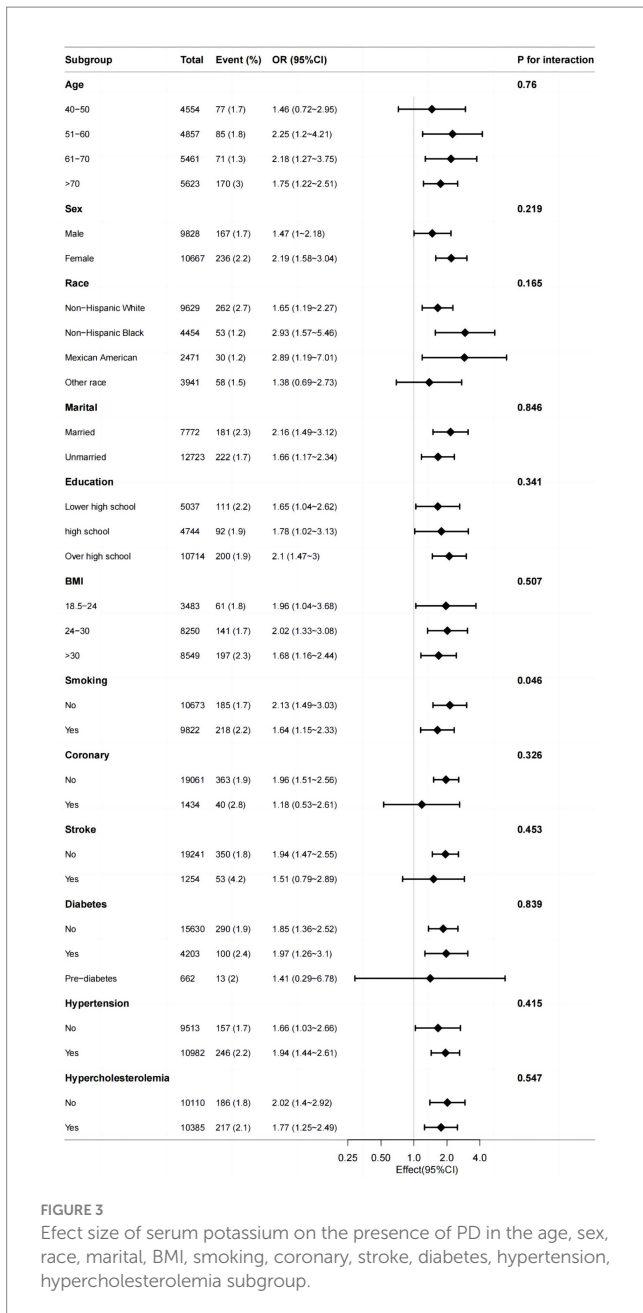 Subgroup Total Event (%) OR (95%CI) P for interaction
Age 0.76
40−50 4554 77 (1.7) 1.46 (0.72~2.95)
51−60 4857 85 (1.8) 2.25 (1.2~4.21)
61−70 5461 71 (1.3) 2.18 (1.27~3.75)
>70 5623 170 (3) 1.75 (1.22~2.51)
Sex 0.219
Male 9828 167 (1.7) 1.47 (1~2.18)
Female 10667 236 (2.2) 2.19 (1.58~3.04)
Race 0.165
Non−Hispanic White 9629 262 (2.7) 1.65 (1.19~2.27)
Non−Hispanic Black 4454 53 (1.2) 2.93 (1.57~5.46)
Mexican American 2471 30 (1.2) 2.89 (1.19~7.01)
Other race 3941 58 (1.5) 1.38 (0.69~2.73)
Marital 0.846
Married 7772 181 (2.3) 2.16 (1.49~3.12)
Unmarried 12723 222 (1.7) 1.66 (1.17~2.34)
Education 0.341
Lower high school 5037 111 (2.2) 1.65 (1.04~2.62)
high school 4744 92 (1.9) 1.78 (1.02~3.13)
Over high school 10714 200 (1.9) 2.1 (1.47~3)
BMI 0.507
18.5−24 3483 61 (1.8) 1.96 (1.04~3.68)
24−30 8250 141 (1.7) 2.02 (1.33~3.08)
>30 8549 197 (2.3) 1.68 (1.16~2.44)
Smoking 0.046
No 10673 185 (1.7) 2.13 (1.49~3.03)
Yes 9822 218 (2.2) 1.64 (1.15~2.33)
Coronary 0.326
No 19061 363 (1.9) 1.96 (1.51~2.56)
Yes 1434 40 (2.8) 1.18 (0.53~2.61)
Stroke 0.453
No 19241 350 (1.8) 1.94 (1.47~2.55)
Yes 1254 53 (4.2) 1.51 (0.79~2.89)
Diabetes 0.839
No 15630 290 (1.9) 1.85 (1.36~2.52)
Yes 4203 100 (2.4) 1.97 (1.26~3.1)
Pre−diabetes 662 13 (2) 1.41 (0.29~6.78)
Hypertension 0.415
No 9513 157 (1.7) 1.66 (1.03~2.66)
Yes 10982 246 (2.2) 1.94 (1.44~2.61)
Hypercholesterolemia 0.547
No 10110 186 (1.8) 2.02 (1.4~2.92)
Yes 10385 217 (2.1) 1.77 (1.25~2.49)
0.25 0.50 1.0 2.0 4.0
Effect(95%CI)
FIGURE 3
Efect size of serum potassium on the presence of PD in the age, sex,
race, marital, BMI, smoking, coronary, stroke, diabetes, hypertension,
hypercholesterolemia subgroup.